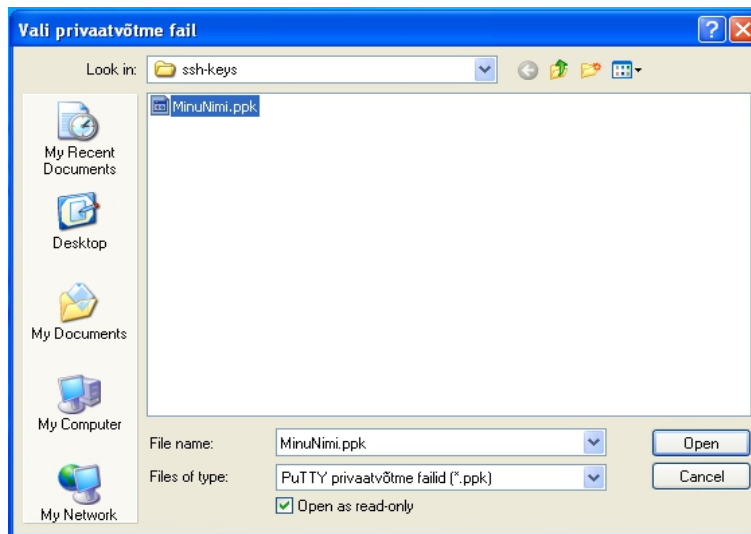 Vali privaatvõtme fail
Look in:
ssh-keys
MinuNimi.ppk
My Recent
Documents
Desktop
My Documents
My Computer
My Network
File name:
MinuNimi.ppk
Open
Files of type:
PuTTY privaatvõtme failid (*.ppk)
Cancel
Open as read-only